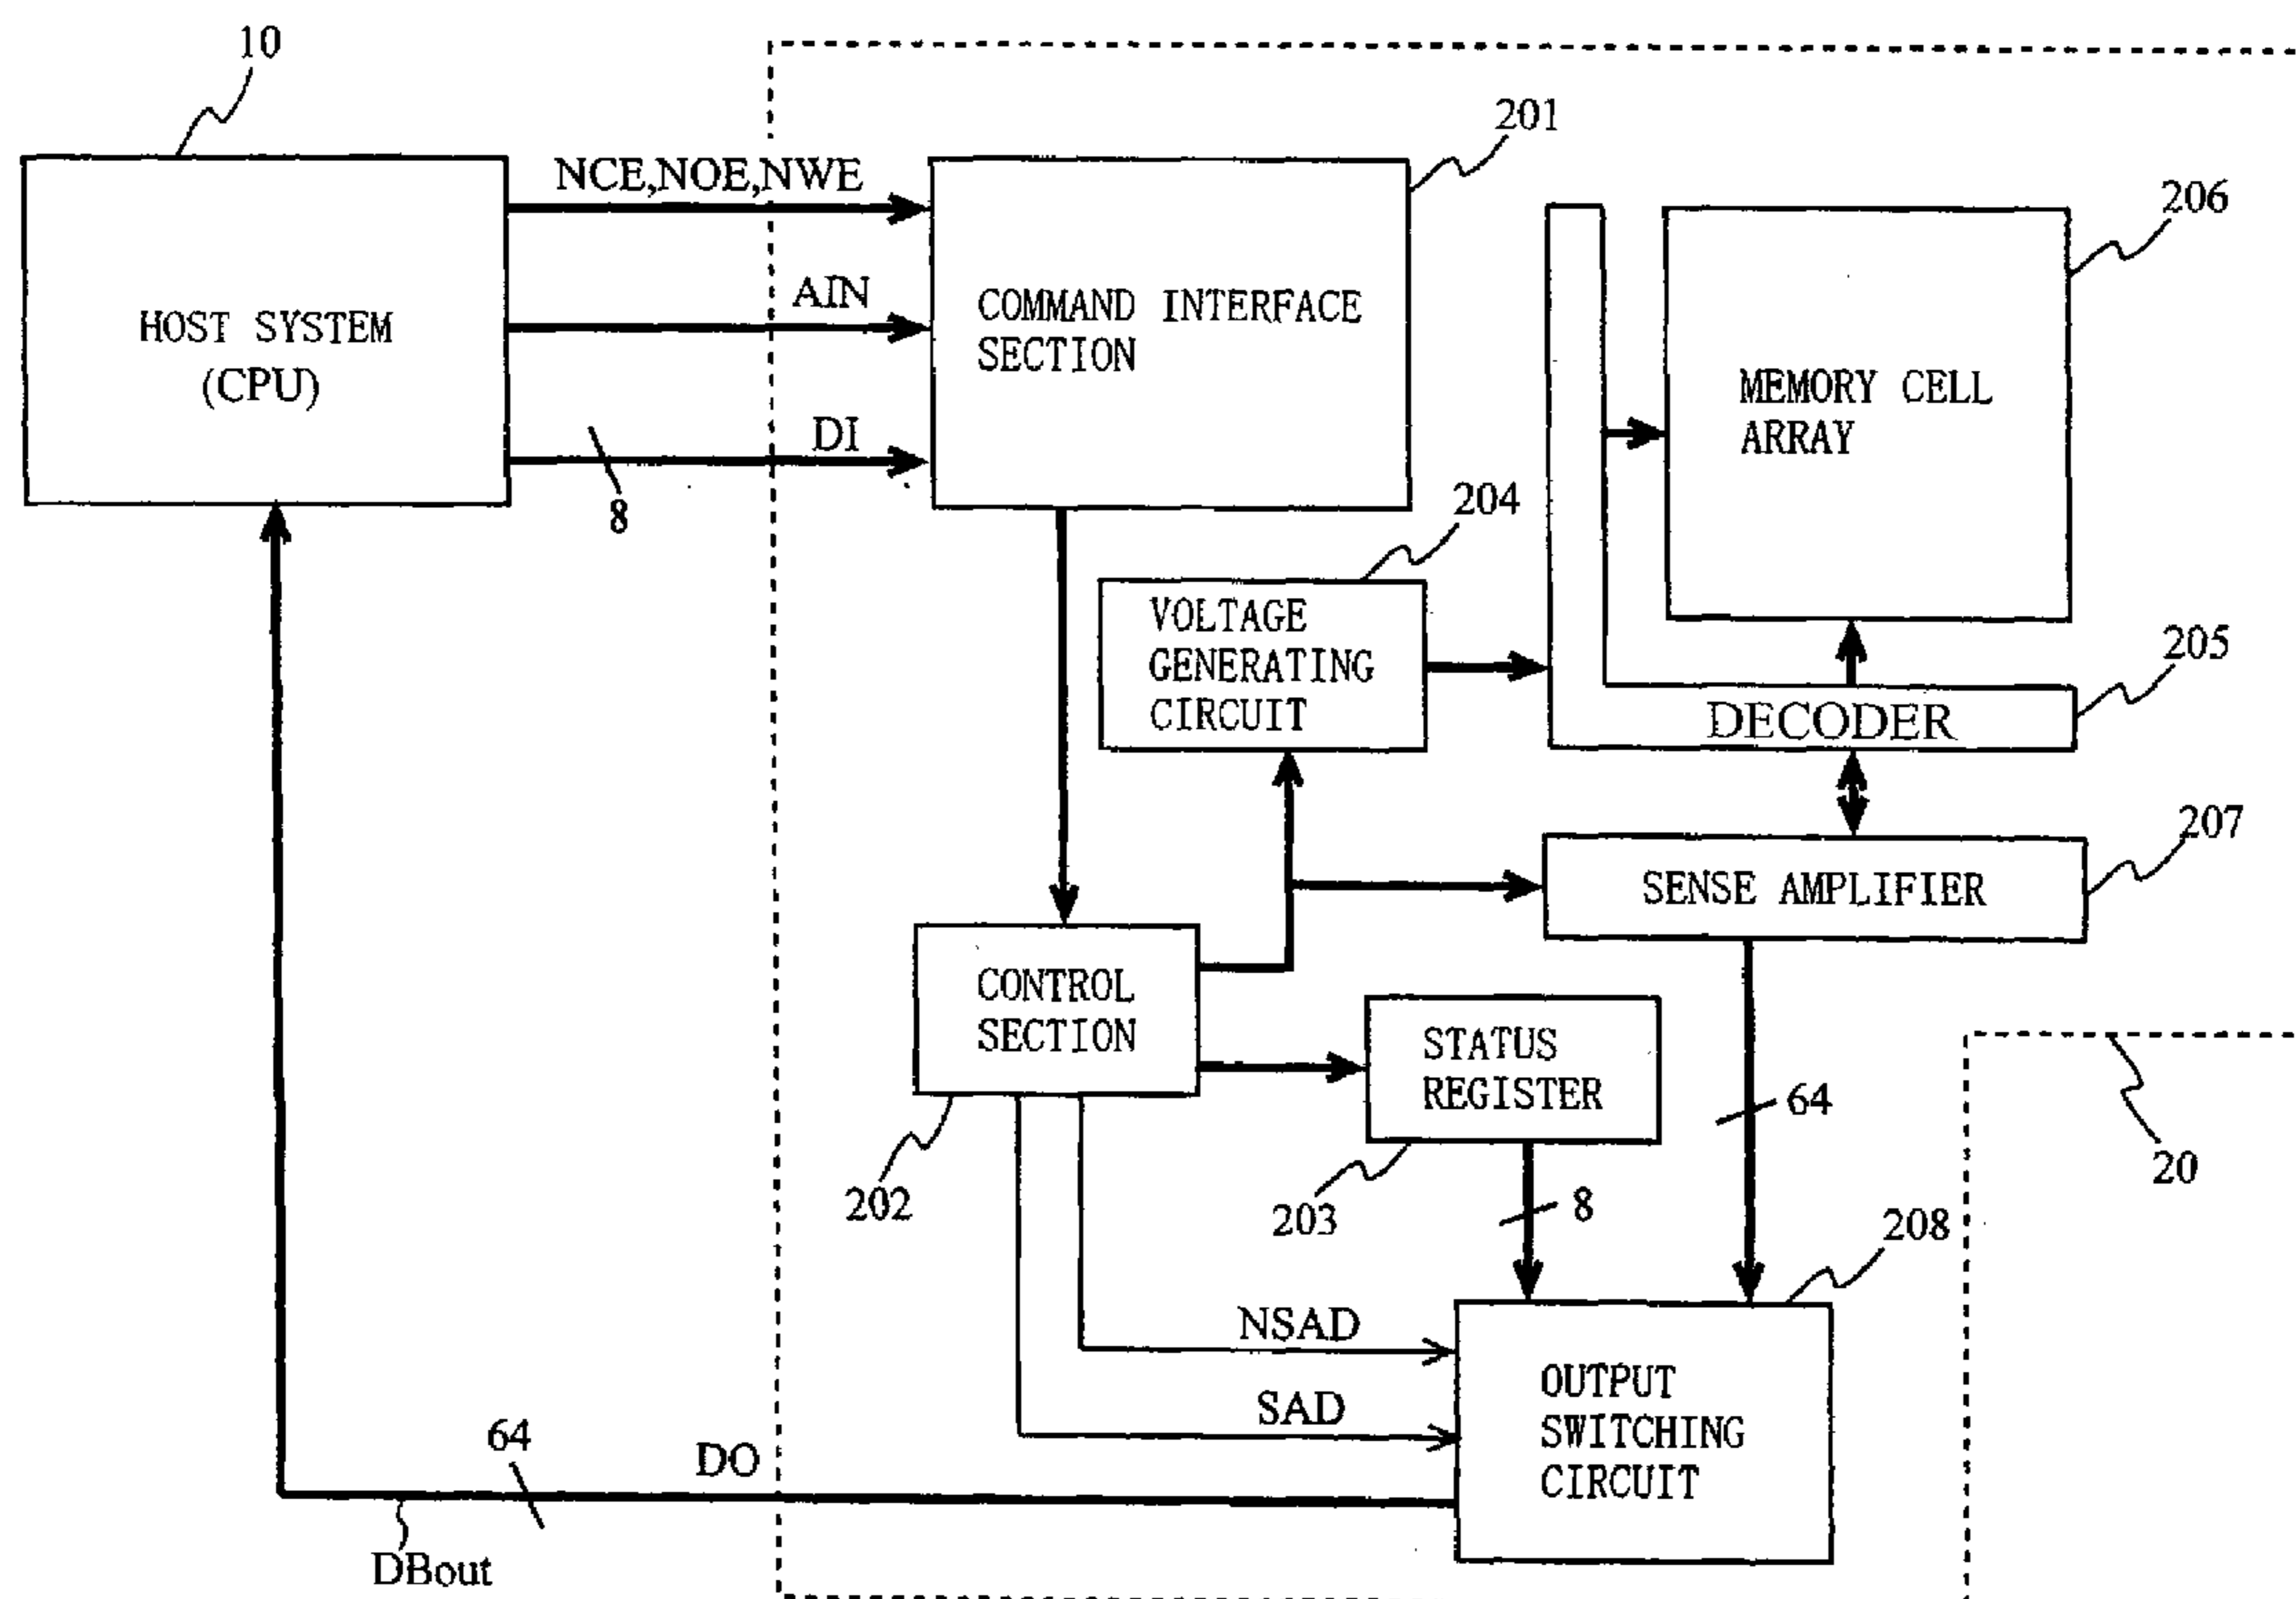 10
201
NCE,NOE,NWE
206
AIN
HOST SYSTEM
(CPU)
COMMAND INTERFACE
SECTION
MEMORY CELL
ARRAY
DI
8
204
VOLTAGE
GENERATING
CIRCUIT
205
DECODER
207
SENSE AMPLIFIER
CONTROL
SECTION
STATUS
REGISTER
64
20
202
203
8
208
NSAD
SAD
OUTPUT
SWITCHING
CIRCUIT
64
DO
DBout